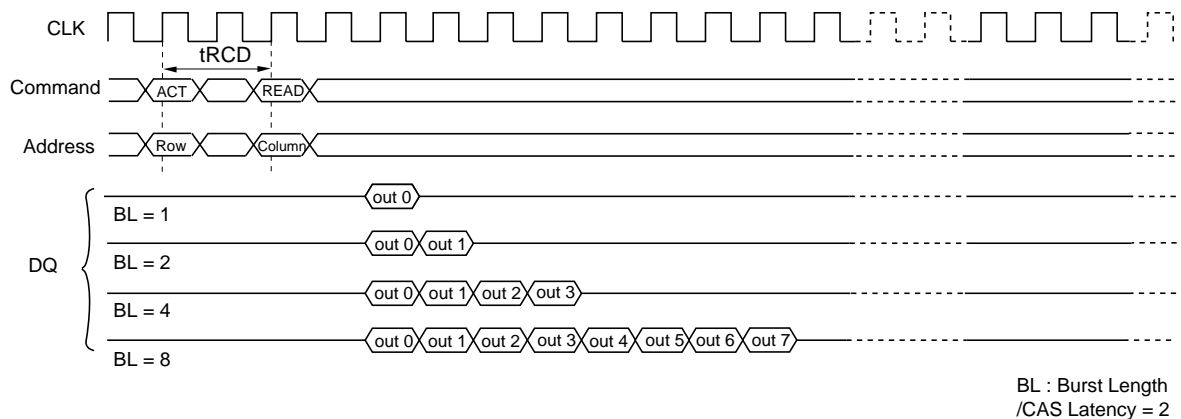 CLK
tRCD
Command ACT READ
Address Row Column
DQ
out 0
BL = 1
out 0 out 1
BL = 2
out 0 out 1 out 2 out 3
BL = 4
out 0 out 1 out 2 out 3 out 4 out 5 out 6 out 7
BL = 8
BL : Burst Length
/CAS Latency = 2